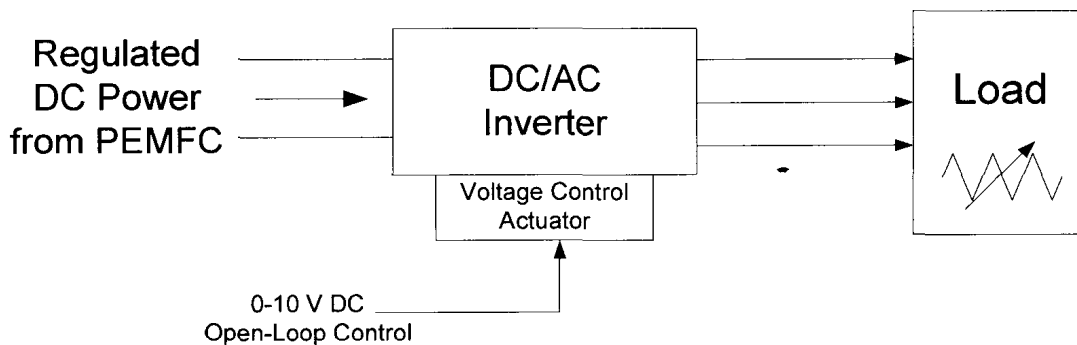 Regulated
DC Power
from PEMFC
DC/AC
Inverter
Load
Voltage Control
Actuator
0-10 V DC
Open-Loop Control